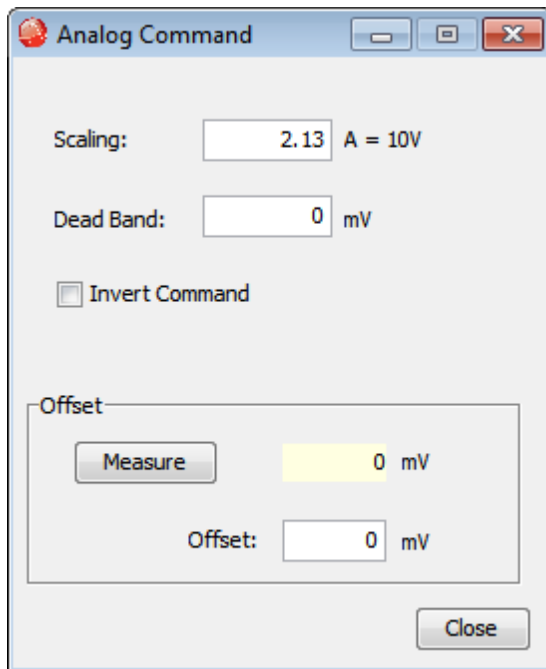 Analog Command
Scaling: 2.13 A = 10V
Dead Band: 0 mV
Invert Command
Offset
Measure 0 mV
Offset: 0 mV
Close